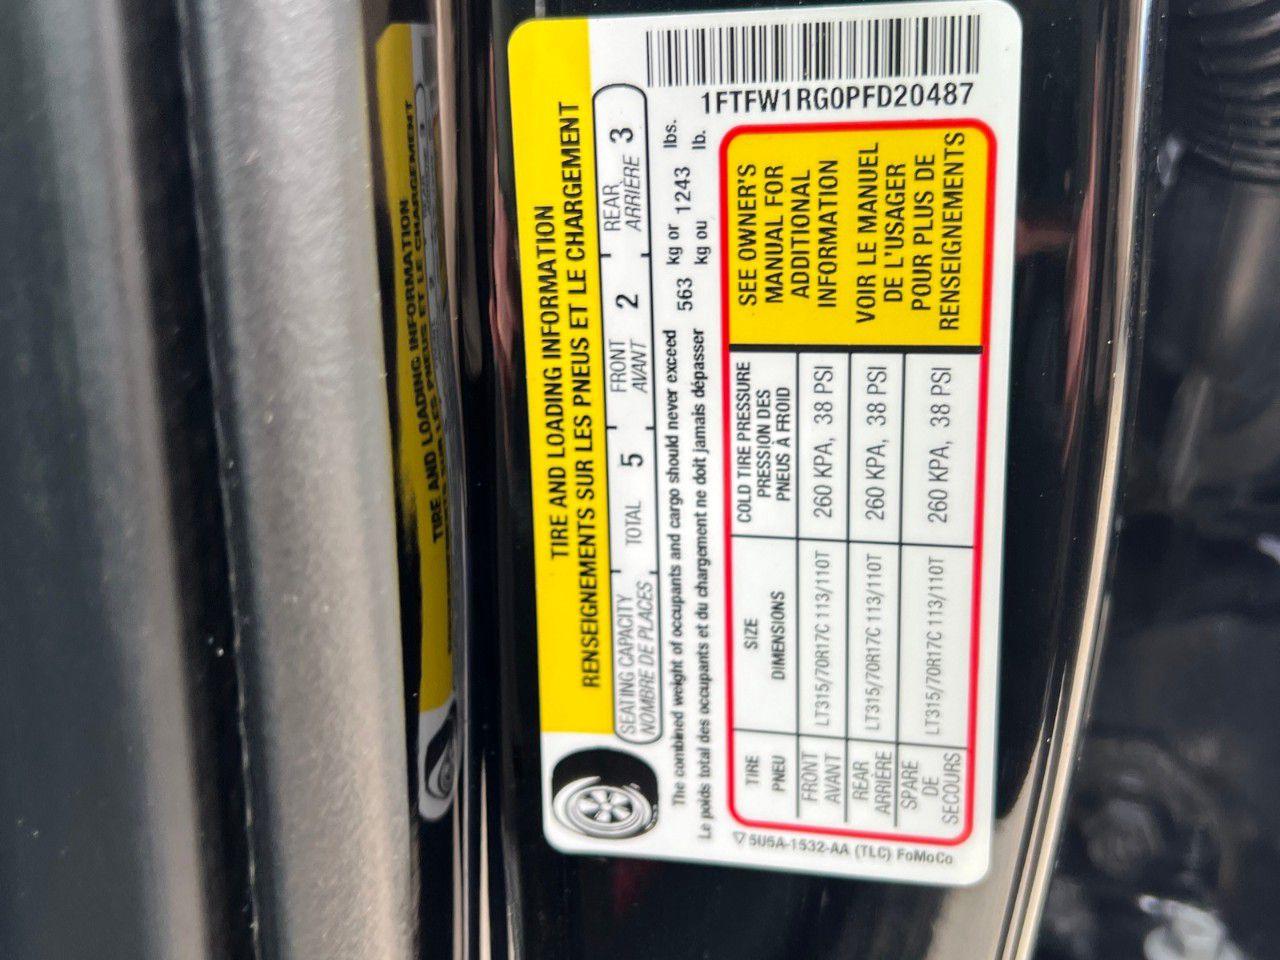 1FTFW1RG0PFD20487
TIRE AND LOADING INFORMATION
RENSEIGNEMENTS SUR LES PNEUS ET LE CHARGEMENT
SEATING CAPACITY
NOMBRE DE PLACES
TOTAL 5
FRONT
AVANT
2
REAR
ARRIÈRE
3
The combined weight of occupants and cargo should never exceed 563 kg or 1243 lbs.
Le poids total des occupants et du chargement ne doit jamais dépasser kg ou lb.
TIRE
PNEU
SIZE
DIMENSIONS
COLD TIRE PRESSURE
PRESSION DES
PNEUS À FROID
FRONT
AVANT
LT315/70R17C 113/110T
260 KPA, 38 PSI
REAR
ARRIÈRE
LT315/70R17C 113/110T
260 KPA, 38 PSI
SPARE
DE
SECOURS
LT315/70R17C 113/110T
260 KPA, 38 PSI
SEE OWNER'S
MANUAL FOR
ADDITIONAL
INFORMATION
VOIR LE MANUEL
DE L'USAGER
POUR PLUS DE
RENSEIGNEMENTS
5U5A-1532-AA (TLC) FoMoCo
TIRE AND LOADING INFORMATION